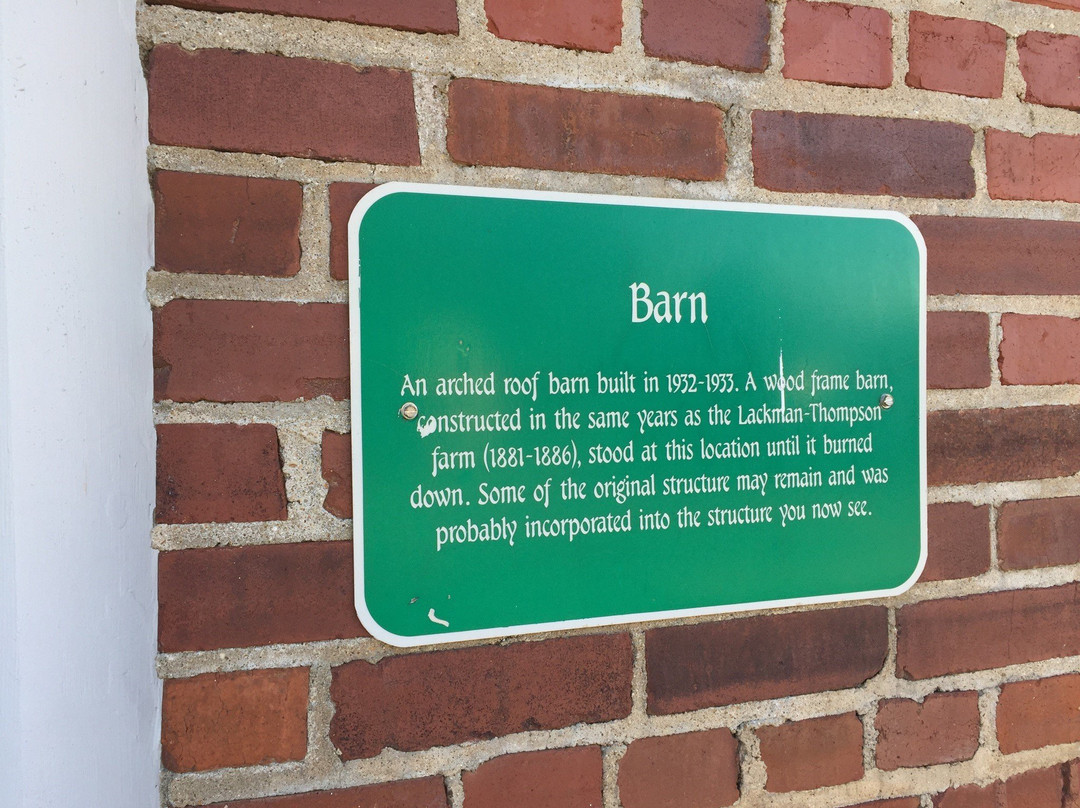 Barn
An arched roof barn built in 1932-1933. A wood frame barn,
constructed in the same years as the Lackman-Thompson
farm (1881-1886), stood at this location until it burned
down. Some of the original structure may remain and was
probably incorporated into the structure you now see.